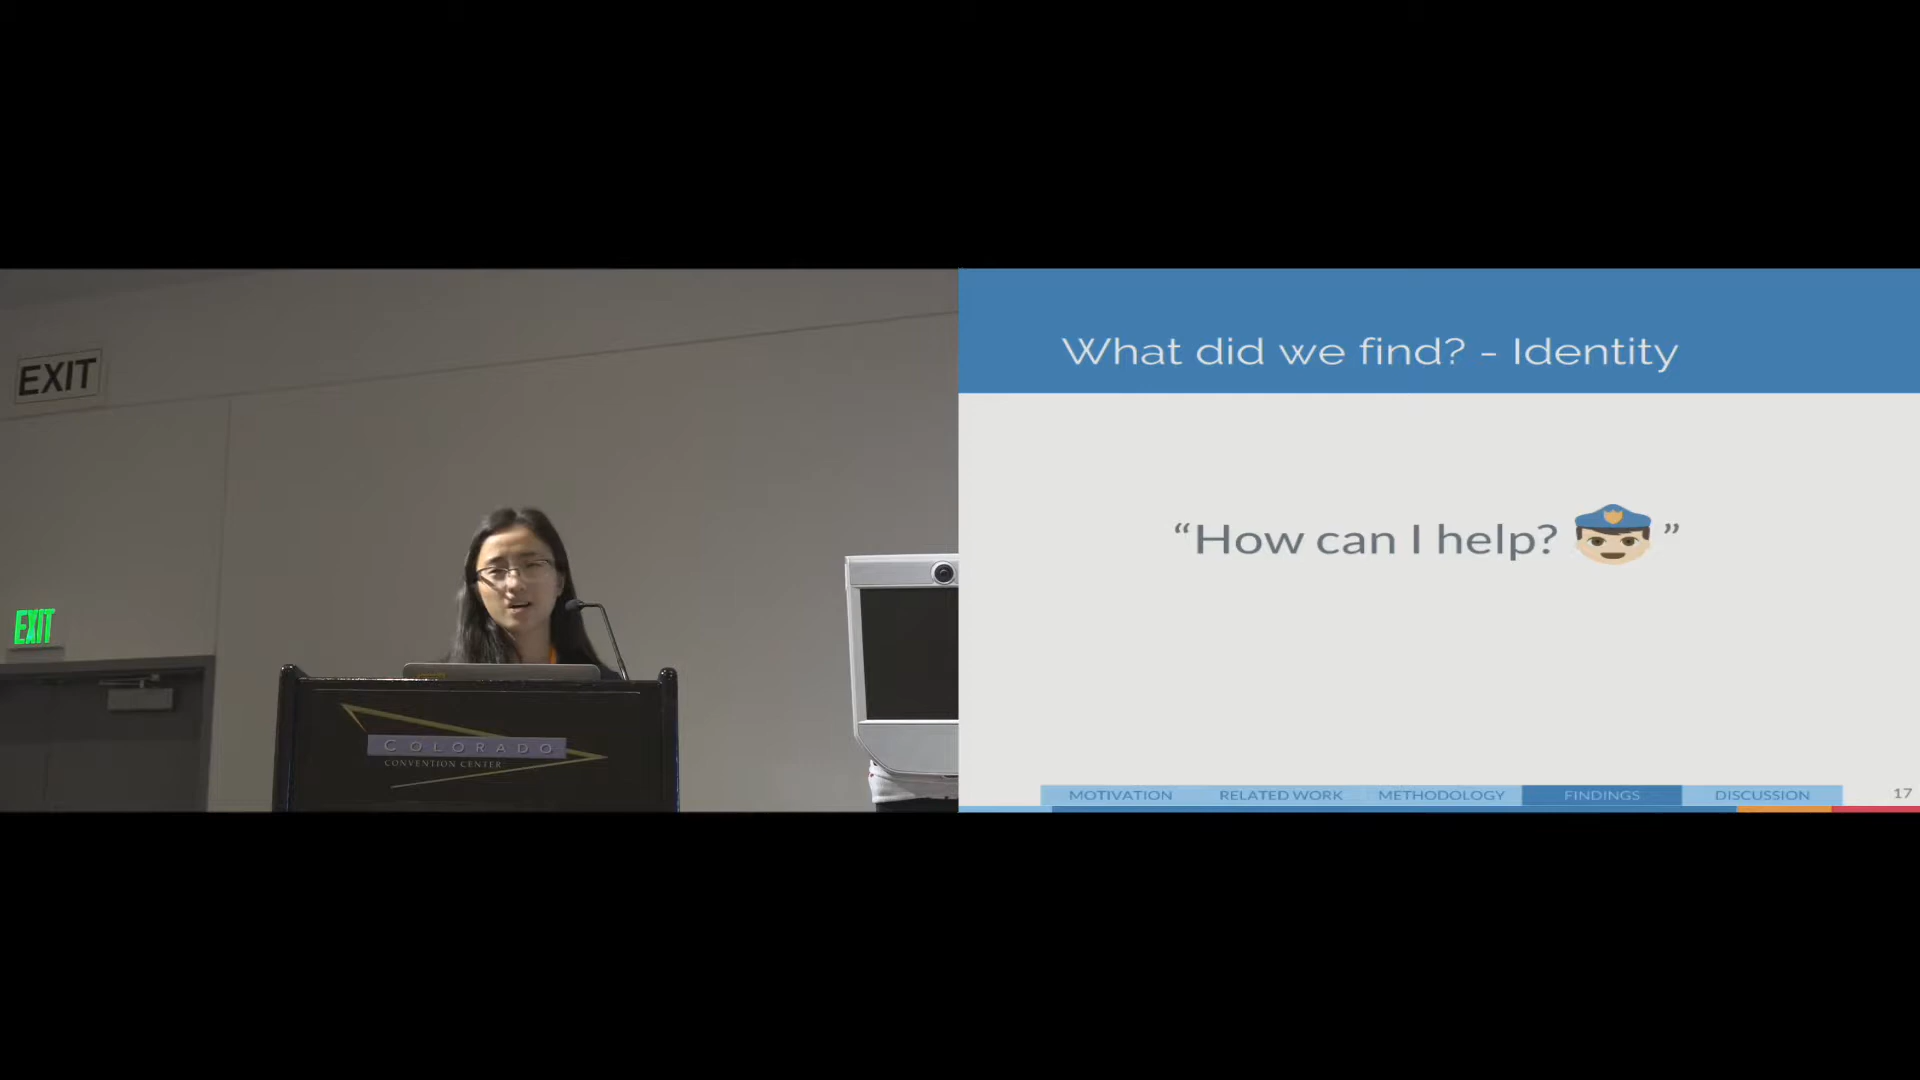 EXIT
EXIT
COLORADO
CONVENTION CENTER
What did we find? - Identity
“How can I help? 👮🏻”
MOTIVATION RELATED WORK METHODOLOGY FINDINGS DISCUSSION 17